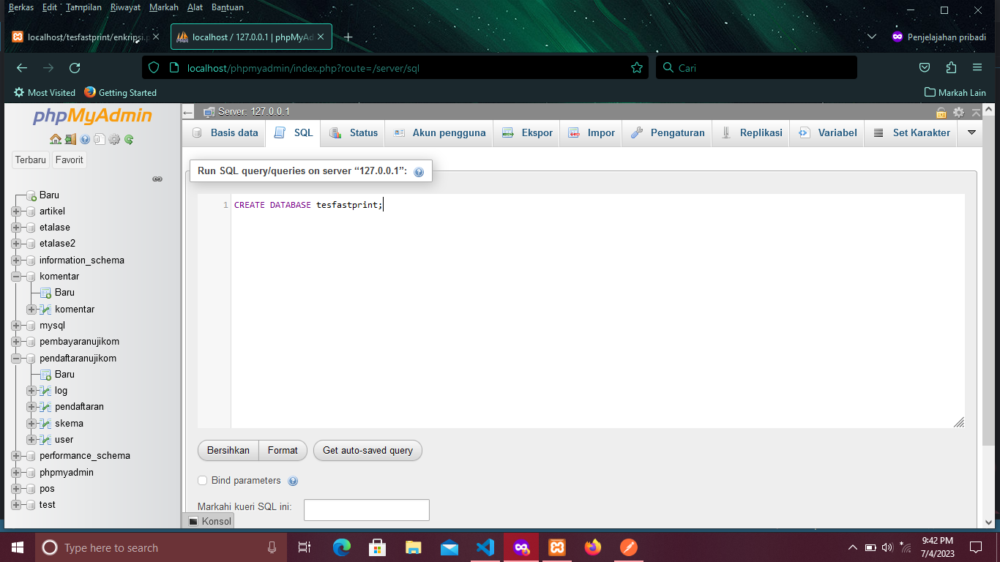 Berkas Edit Tampilan Riwayat Markah Alat Bantuan
localhost/tesfastprint/enkripsi.p
localhost / 127.0.0.1 | phpMyAd
Penjelajahan pribadi
localhost/phpmyadmin/index.php?route=/server/sql
Cari
Most Visited Getting Started Markah Lain
phpMyAdmin
Terbaru Favorit
Baru
artikel
etalase
etalase2
information_schema
komentar
Baru
komentar
mysql
pembayaranujikom
pendaftaranujikom
Baru
log
pendaftaran
skema
user
performance_schema
phpmyadmin
pos
test
Server: 127.0.0.1
Basis data SQL Status Akun pengguna Ekspor Impor Pengaturan Replikasi Variabel Set Karakter
Run SQL query/queries on server “127.0.0.1”:
1 CREATE DATABASE tesfastprint;
Bersihkan Format Get auto-saved query
Bind parameters
Markahi kueri SQL ini:
Konsol
Type here to search
9:42 PM
7/4/2023